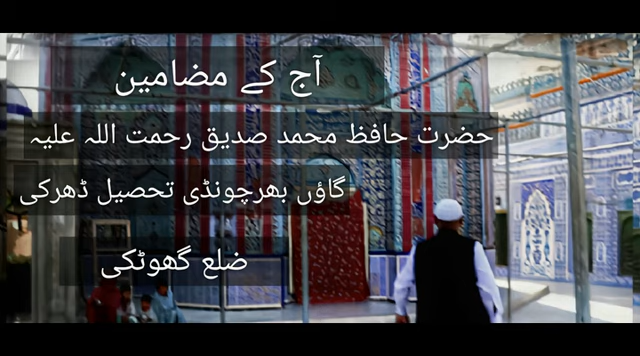 آج کے مضامین
حضرت حافظ محمد صدیق رحمت اللہ علیہ
گاؤں بھرچونڈی تحصیل ڈھرکی
ضلع گھوٹکی